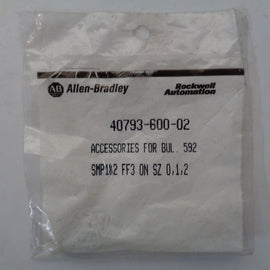 AB Allen-Bradley
Rockwell
Automation
40793-600-02
ACCESSORIES FOR BUL. 592
SMP1&2 FF3 ON SZ 0,1,2